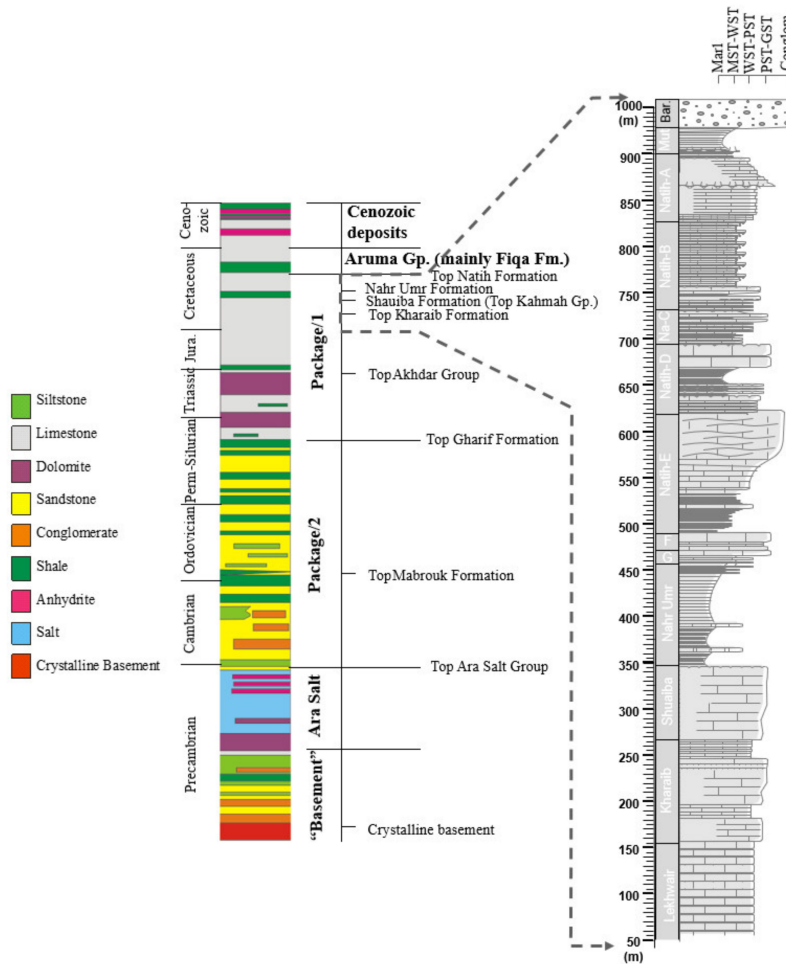 Marl
MST-WST
WST-PST
PST-GST
Conglom
Siltstone
Limestone
Dolomite
Sandstone
Conglomerate
Shale
Anhydrite
Salt
Crystalline Basement
Ceno-
zoic
Cretaceous
Jura.
Triassic
Perm-Silurian
Ordovician
Cambrian
Precambrian
Package/1
Package/2
Ara Salt
“Basement”
Cenozoic
deposits
Aruma Gp. (mainly Fiqa Fm.)
Top Natih Formation
Nahr Umr Formation
Shauiba Formation (Top Kahmah Gp.)
Top Kharaib Formation
Top Akhdar Group
Top Gharif Formation
Top Mabrouk Formation
Top Ara Salt Group
Crystalline basement
1000
(m)
900
850
800
750
700
650
600
550
500
450
400
350
300
250
200
150
100
50
(m)
Bar.
Mut
Natih-A
Natih-B
Na-C
Natih-D
Natih-E
F
G
Nahr Umr
Shuaiba
Kharaib
Lekhwair